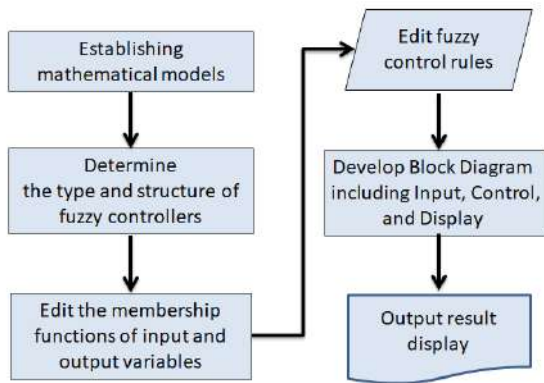 Establishing
mathematical models
Determine
the type and structure of
fuzzy controllers
Edit the membership
functions of input and
output variables
Edit fuzzy
control rules
Develop Block Diagram
including Input, Control,
and Display
Output result
display